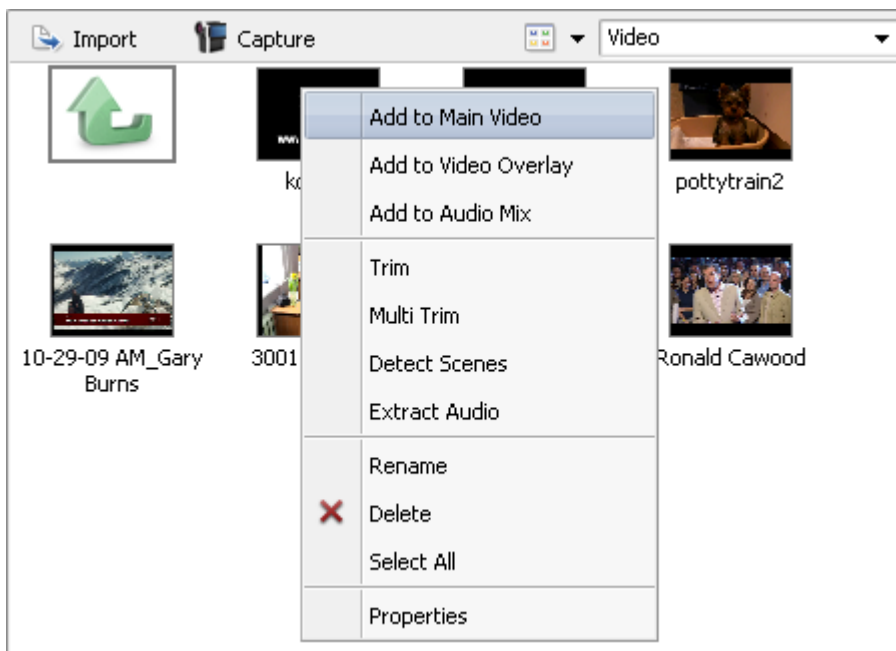 Import
Capture
Video
Add to Main Video
Add to Video Overlay
Add to Audio Mix
pottytrain2
Trim
Multi Trim
Detect Scenes
Extract Audio
10-29-09 AM_Gary
Burns
3001
Ronald Cawood
Rename
Delete
Select All
Properties